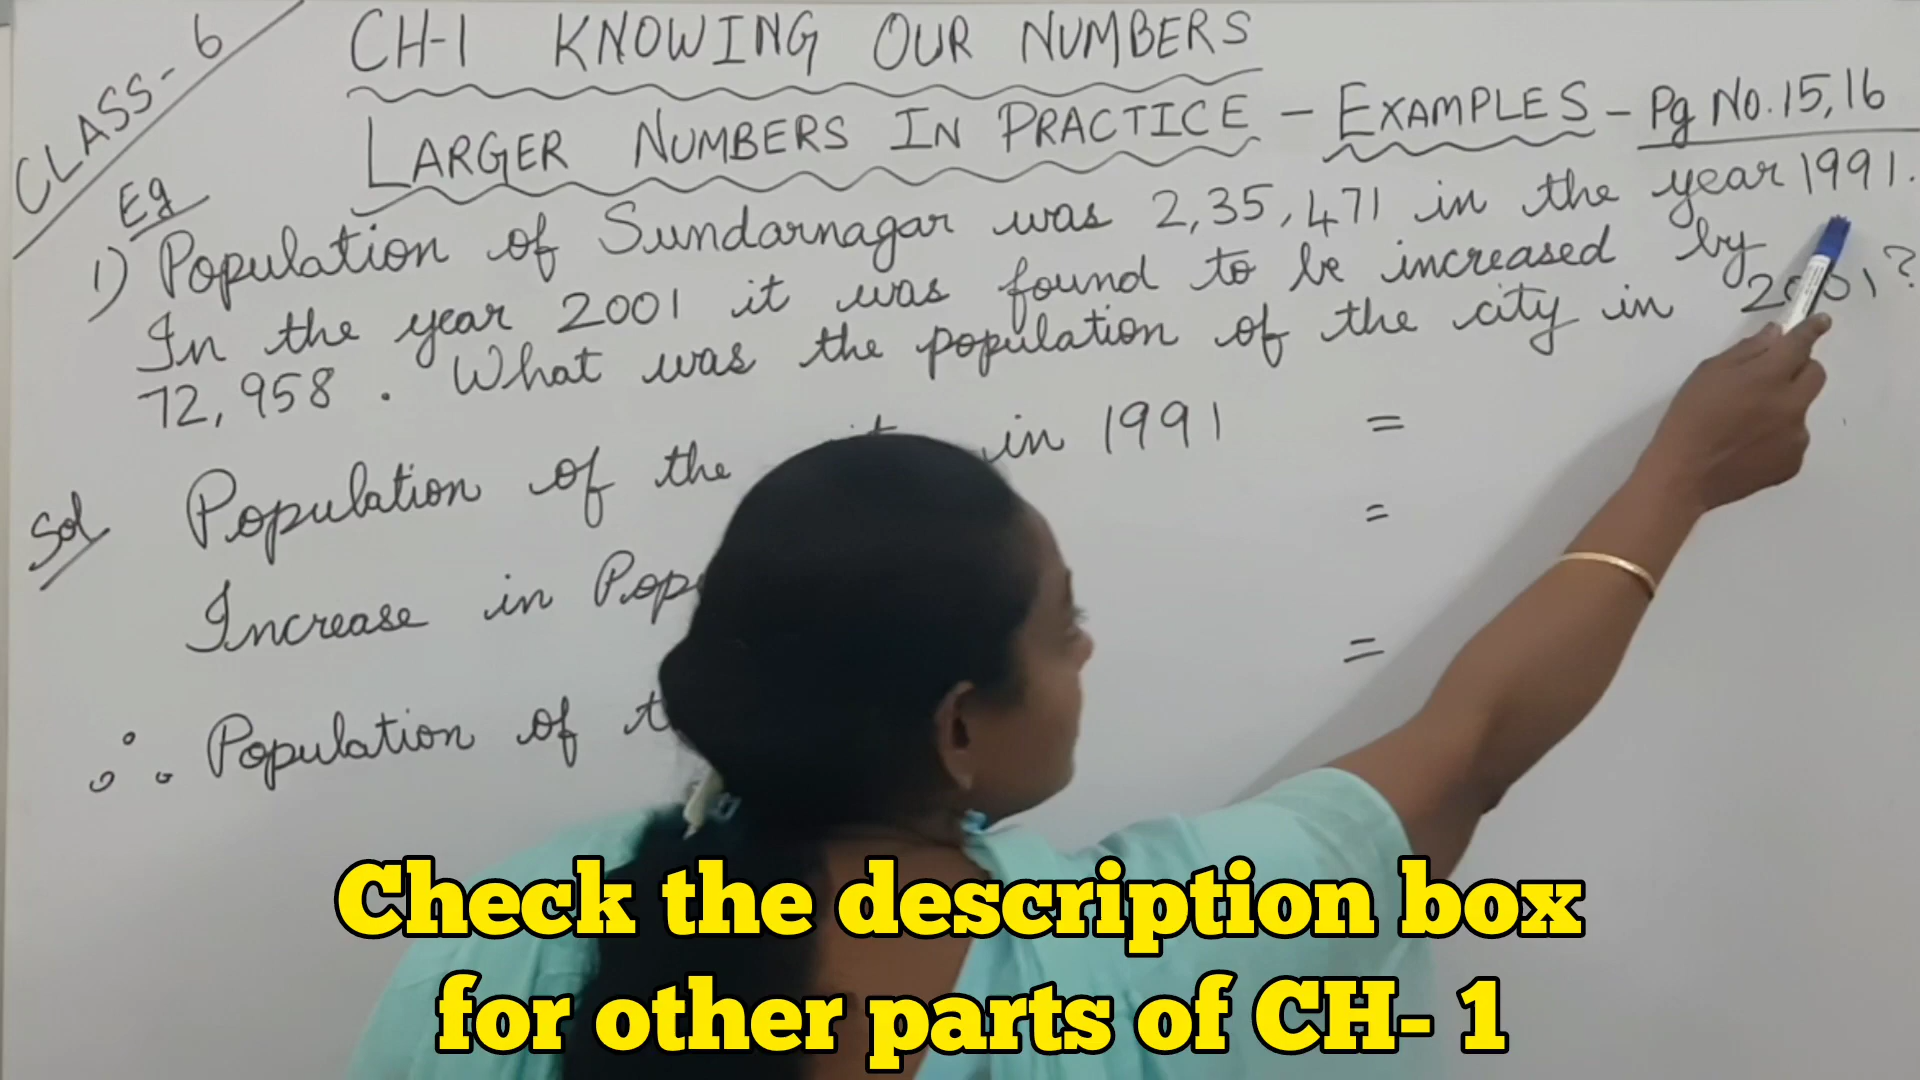 CLASS-6
CH-1 KNOWING OUR NUMBERS
LARGER NUMBERS IN PRACTICE - EXAMPLES - Pg No. 15, 16
Eg
1) Population of Sundarnagar was 2,35,471 in the year 1991.
In the year 2001 it was found to be increased by
72,958. What was the population of the city in 2001?
Sol
Population of the in 1991 =
Increase in =
∴ Population of =
Check the description box
for other parts of CH- 1